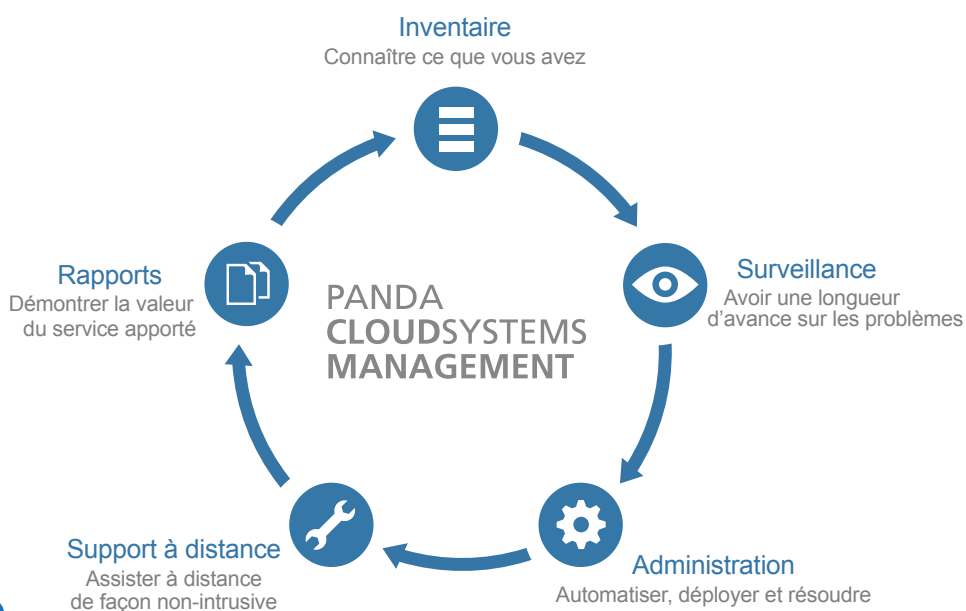 Inventaire
Connaître ce que vous avez
Surveillance
Avoir une longueur
d'avance sur les problèmes
Administration
Automatiser, déployer et résoudre
Support à distance
Assister à distance
de façon non-intrusive
Rapports
Démontrer la valeur
du service apporté
PANDA
CLOUDSYSTEMS
MANAGEMENT